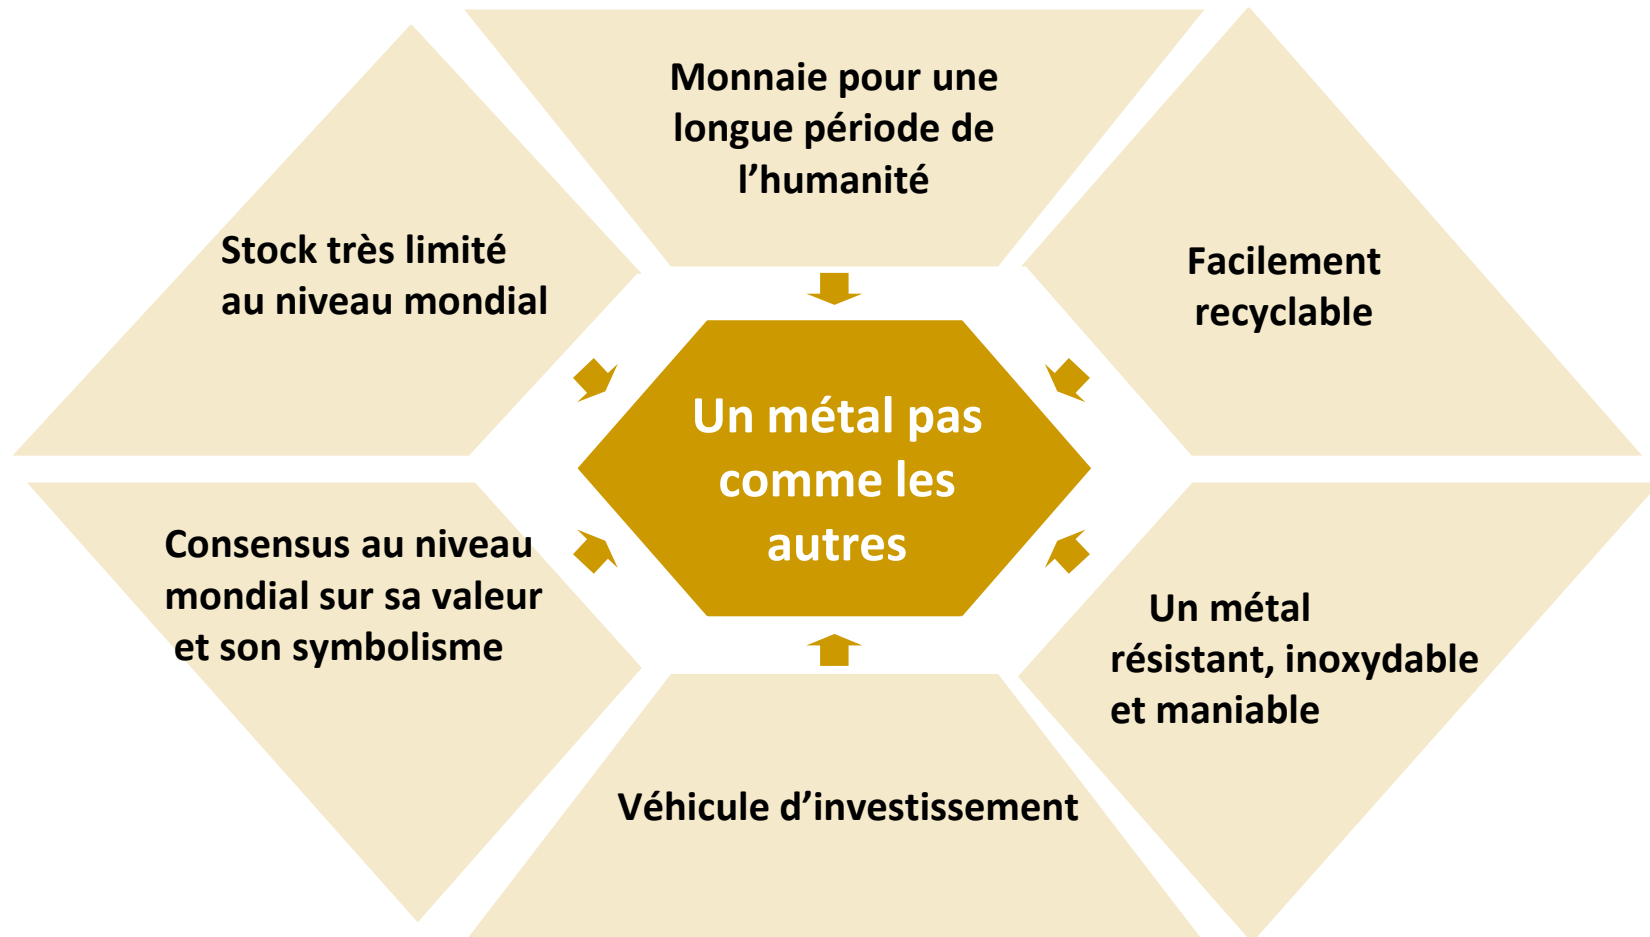 Monnaie pour une
longue période de
l’humanité
Stock très limité
au niveau mondial
Facilement
recyclable
Un métal pas
comme les
autres
Consensus au niveau
mondial sur sa valeur
et son symbolisme
Un métal
résistant, inoxydable
et maniable
Véhicule d’investissement